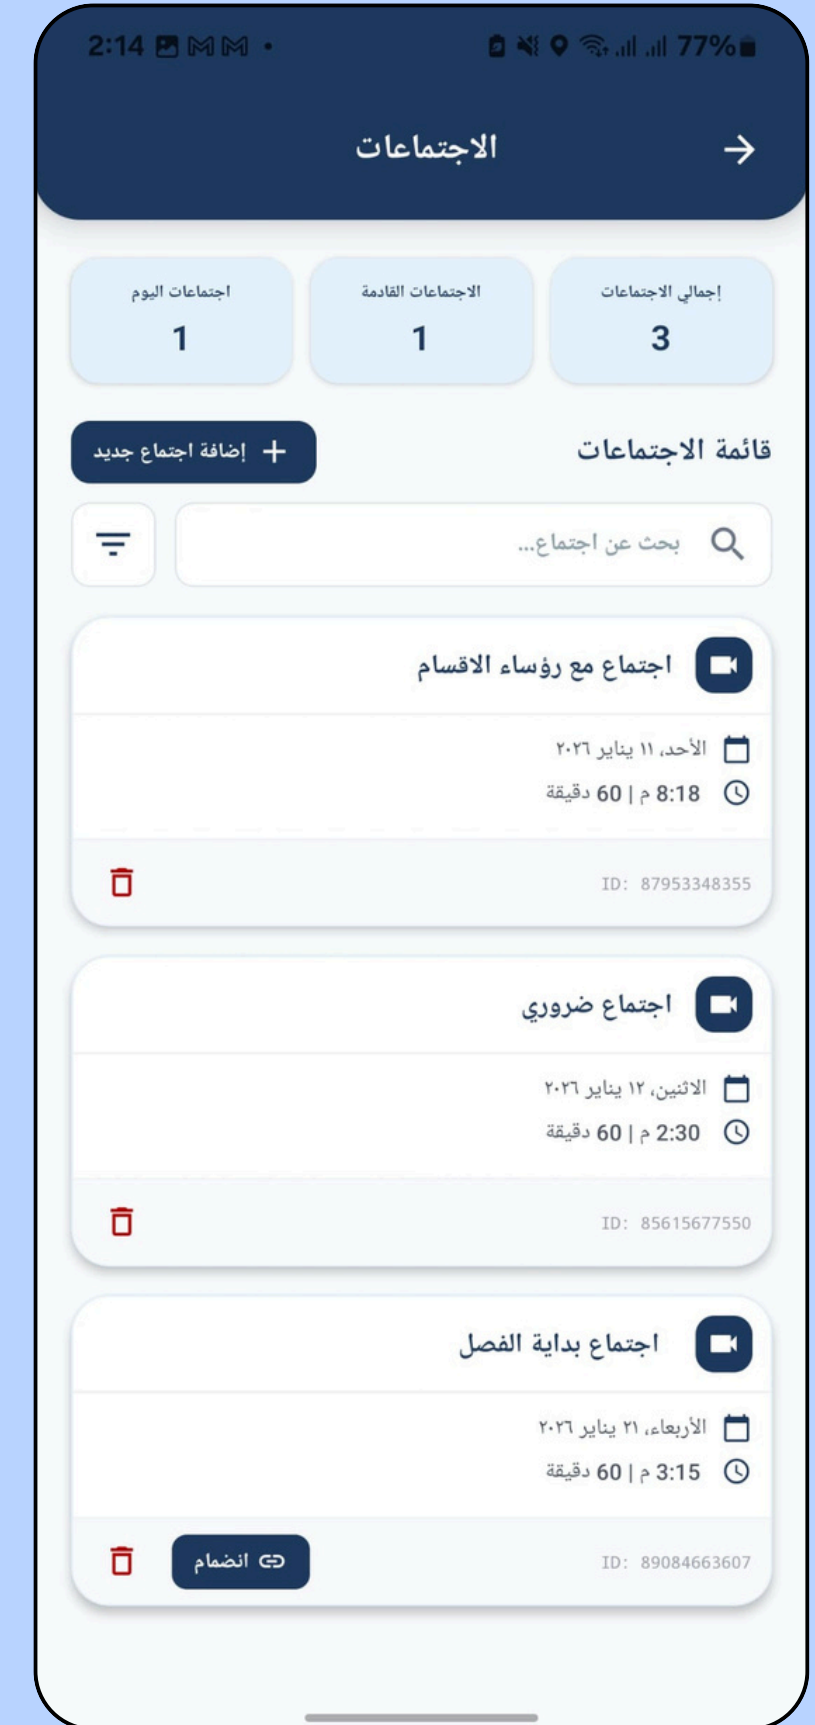 2:14
77%
الاجتماعات
إجمالي الاجتماعات
3
الاجتماعات القادمة
1
اجتماعات اليوم
1
قائمة الاجتماعات
إضافة اجتماع جديد
بحث عن اجتماع...
اجتماع مع رؤساء الاقسام
الأحد، ١١ يناير ٢٠٢٦
8:18 م | 60 دقيقة
ID: 87953348355
اجتماع ضروري
الاثنين، ١٢ يناير ٢٠٢٦
2:30 م | 60 دقيقة
ID: 85615677550
اجتماع بداية الفصل
الأربعاء، ٢١ يناير ٢٠٢٦
3:15 م | 60 دقيقة
ID: 89084663607
انضمام